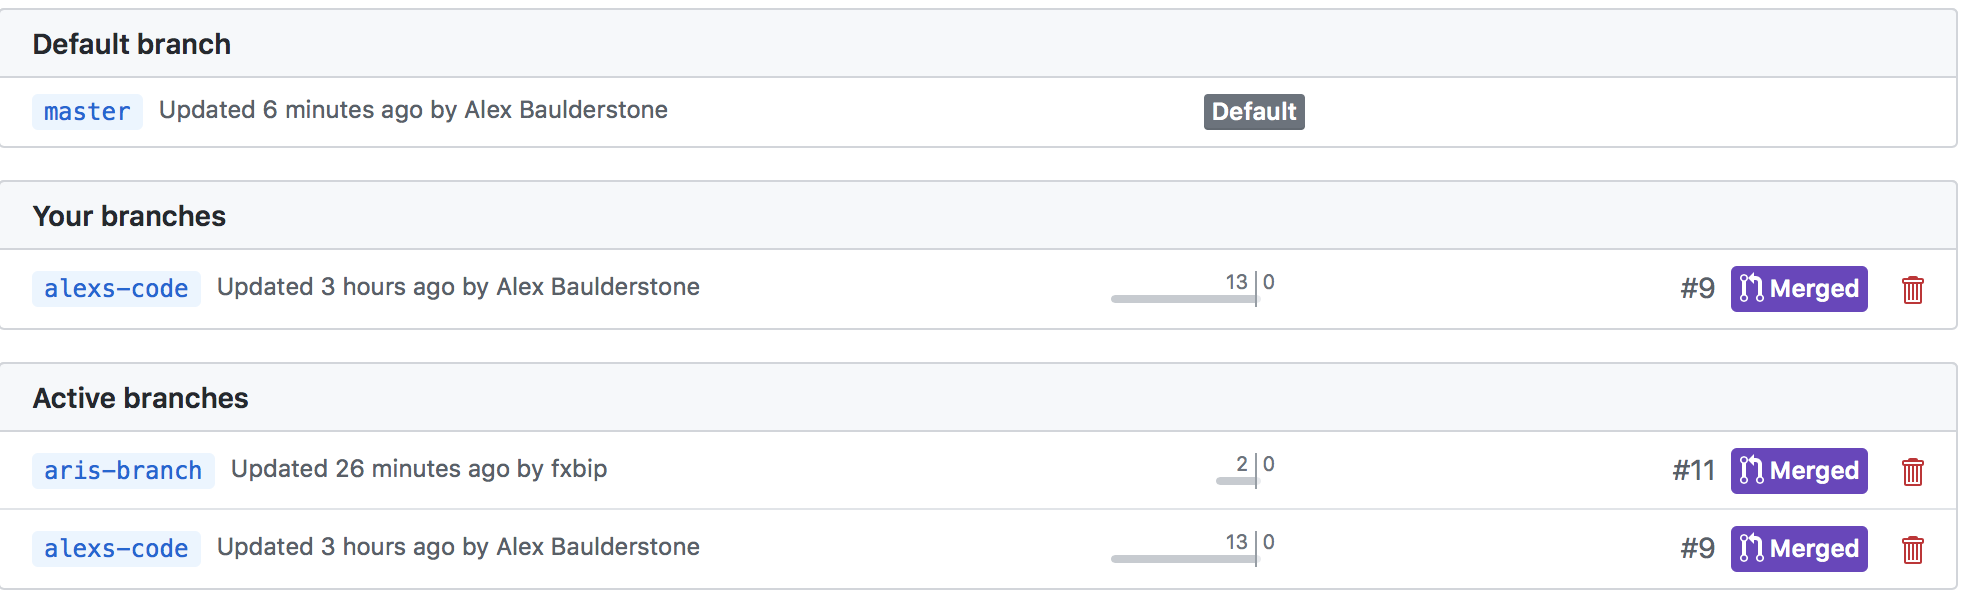 Default branch
master Updated 6 minutes ago by Alex Baulderstone Default
Your branches
alexs-code Updated 3 hours ago by Alex Baulderstone 13 0 #9 Merged
Active branches
aris-branch Updated 26 minutes ago by fxbip 2 0 #11 Merged
alexs-code Updated 3 hours ago by Alex Baulderstone 13 0 #9 Merged